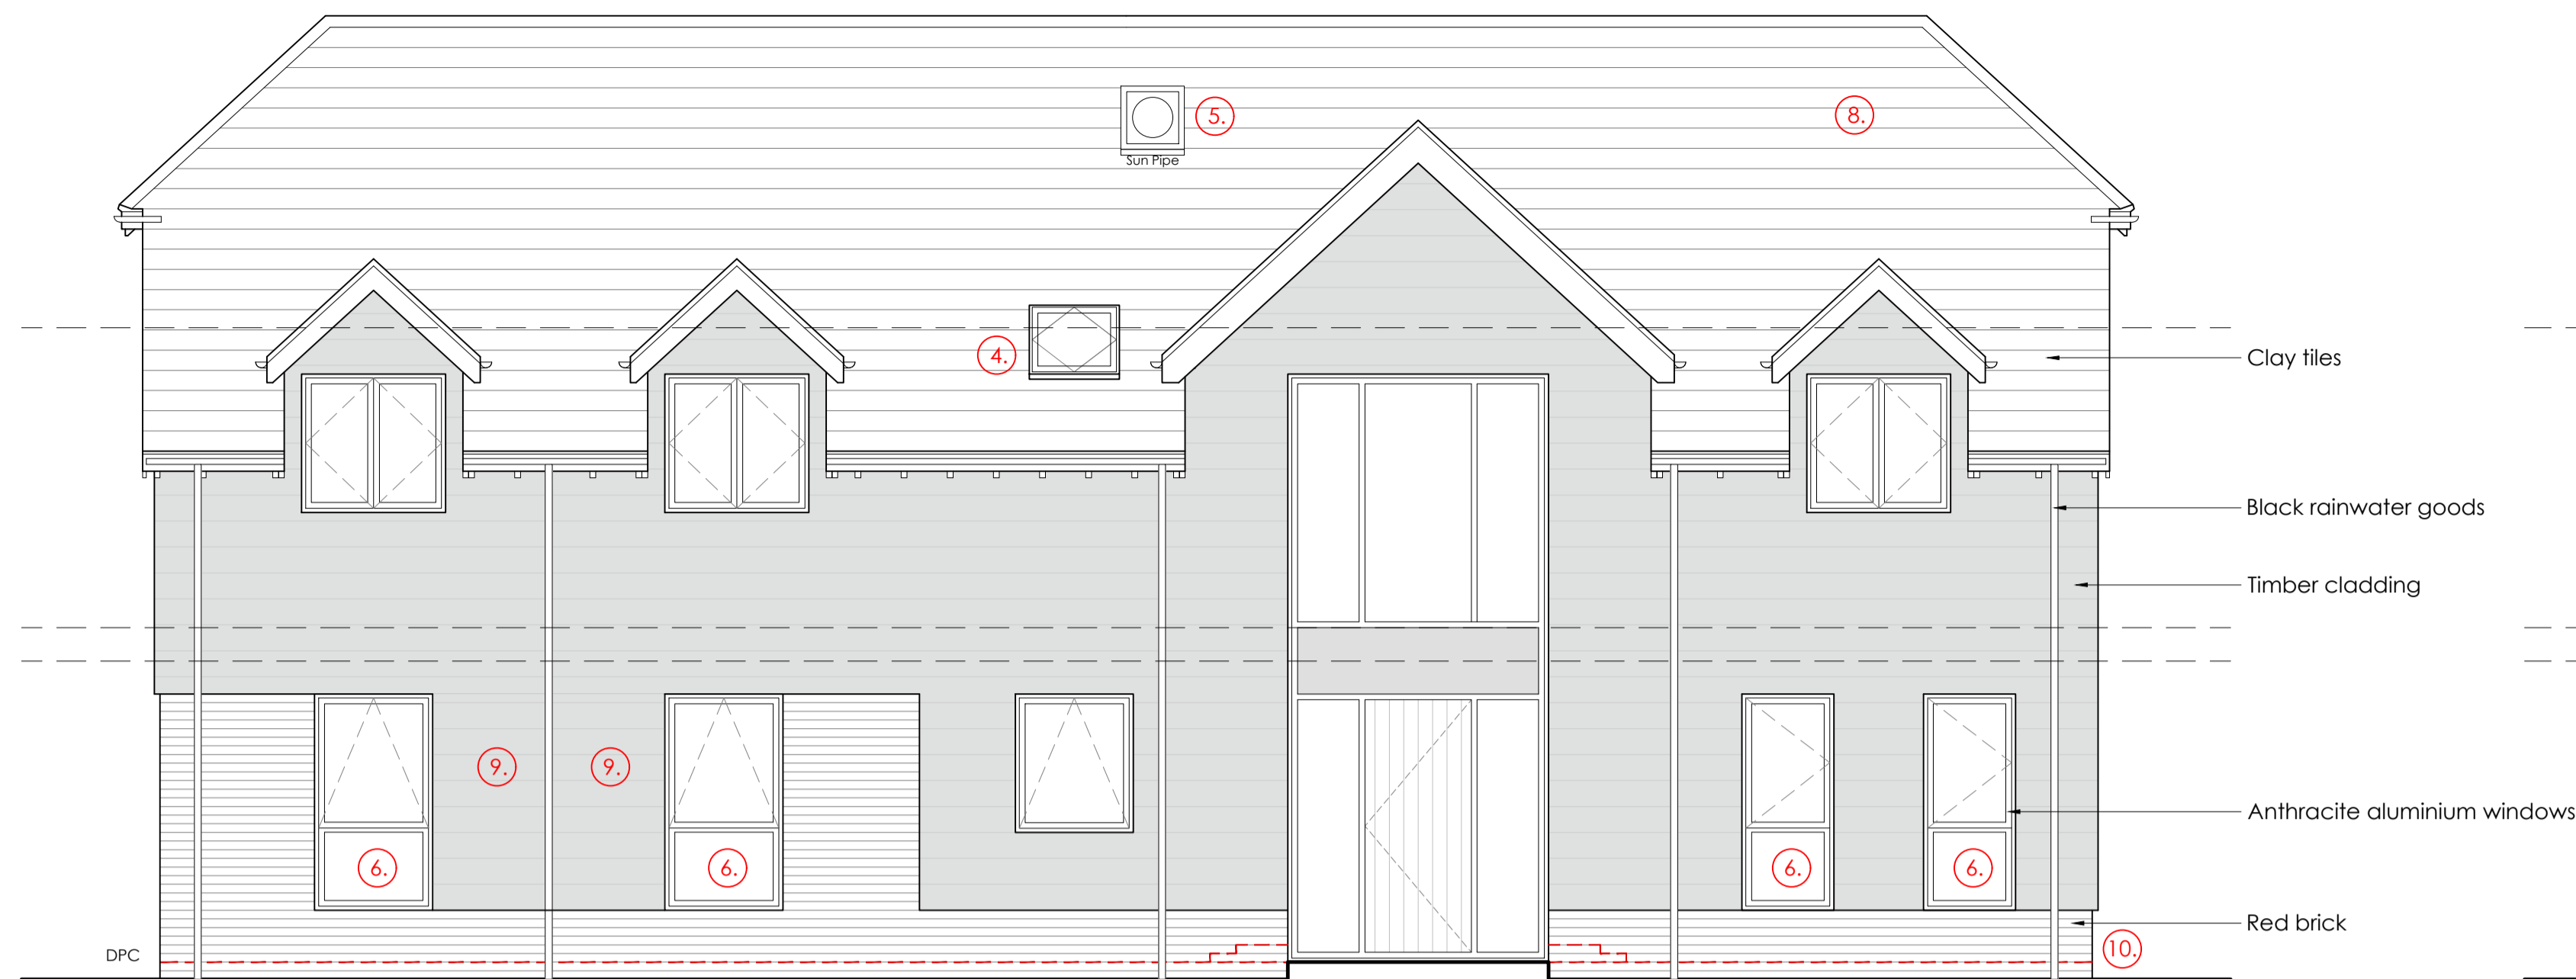 5.
8.
Sun Pipe
4.
Clay tiles
Black rainwater goods
Timber cladding
9.
9.
Anthracite aluminium windows
6.
6.
6.
6.
Red brick
DPC
10.